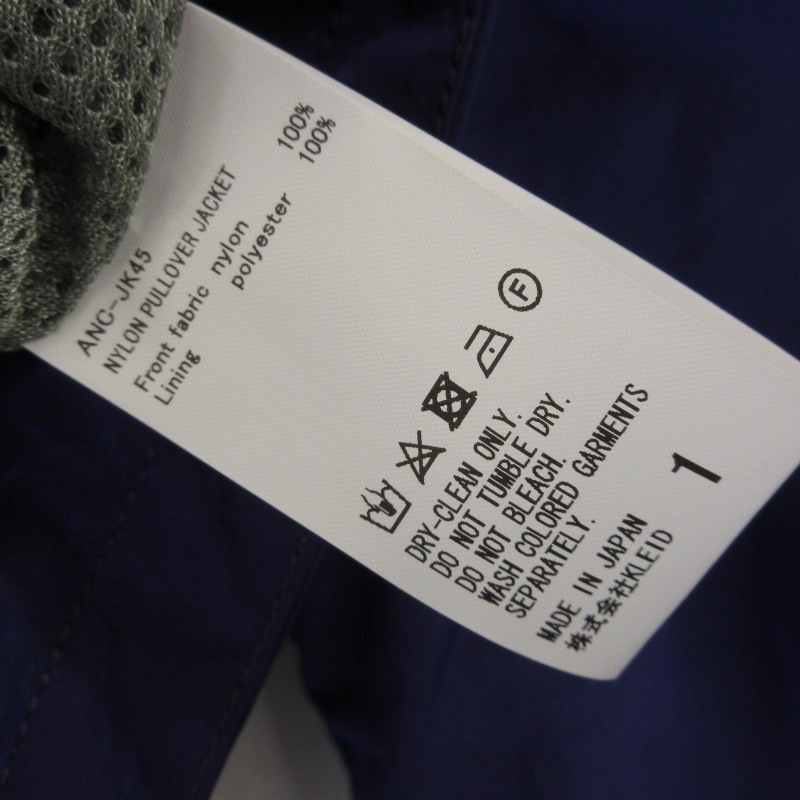 ANC-JK45
NYLON PULLOVER JACKET
Front fabric nylon 100%
Lining polyester 100%
F
DRY-CLEAN ONLY.
DO NOT TUMBLE DRY.
DO NOT BLEACH.
WASH COLORED GARMENTS
SEPARATELY.
MADE IN JAPAN
株式会社KLEID
1